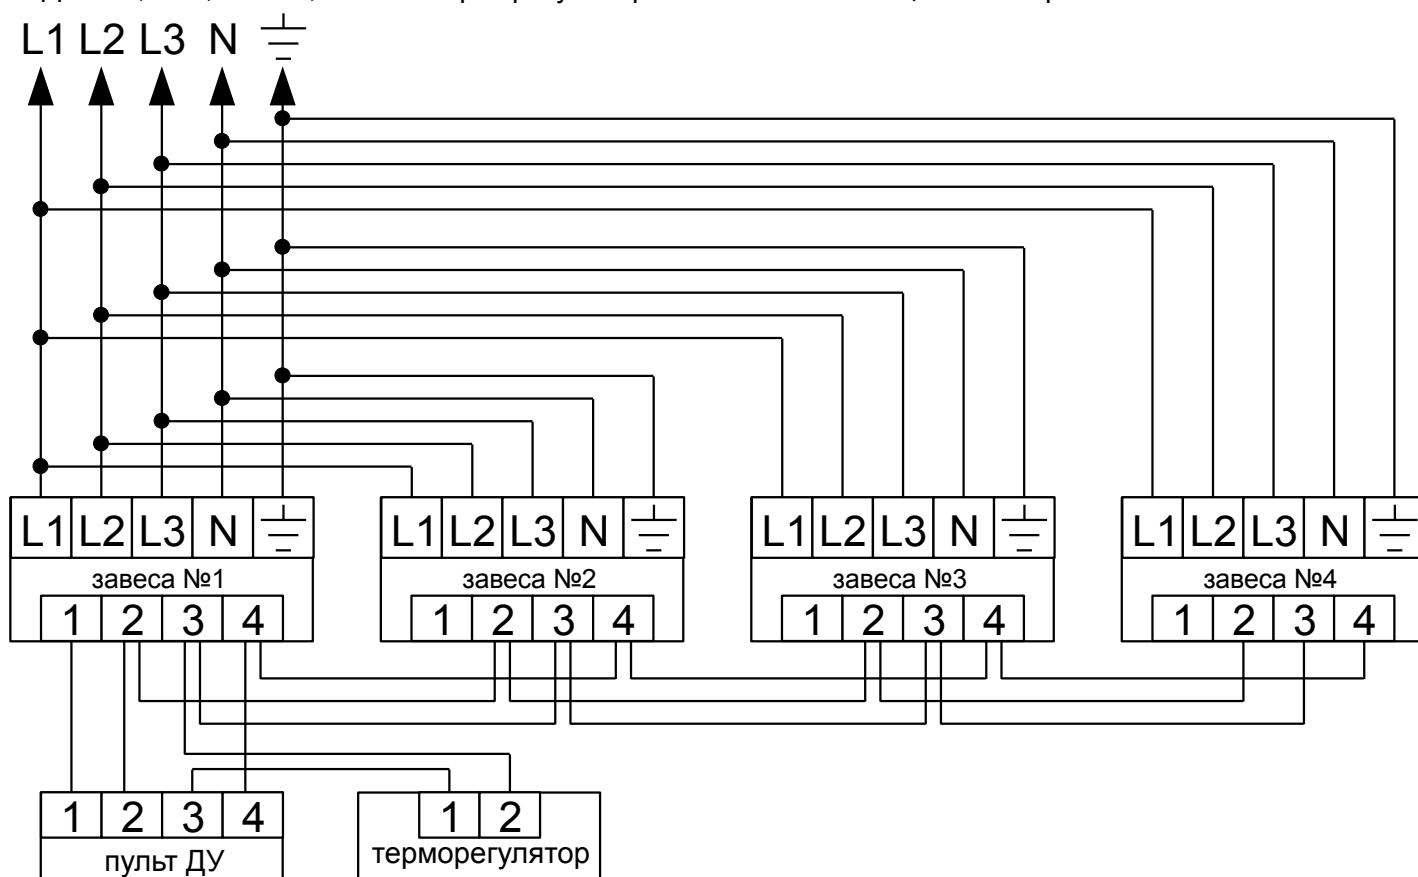 L1 L2 L3 N
L1 L2 L3 N L1 L2 L3 N L1 L2 L3 N L1 L2 L3 N
завеса №1 завеса №2 завеса №3 завеса №4
1 2 3 4 1 2 3 4 1 2 3 4 1 2 3 4
1 2 3 4 1 2
пульт ДУ терморегулятор